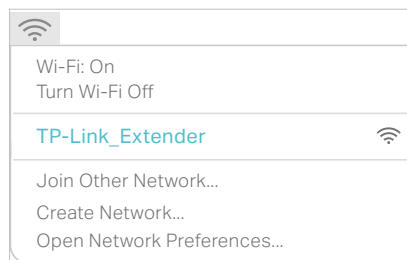 Wi-Fi: On
Turn Wi-Fi Off
TP-Link_Extender
Join Other Network...
Create Network...
Open Network Preferences...